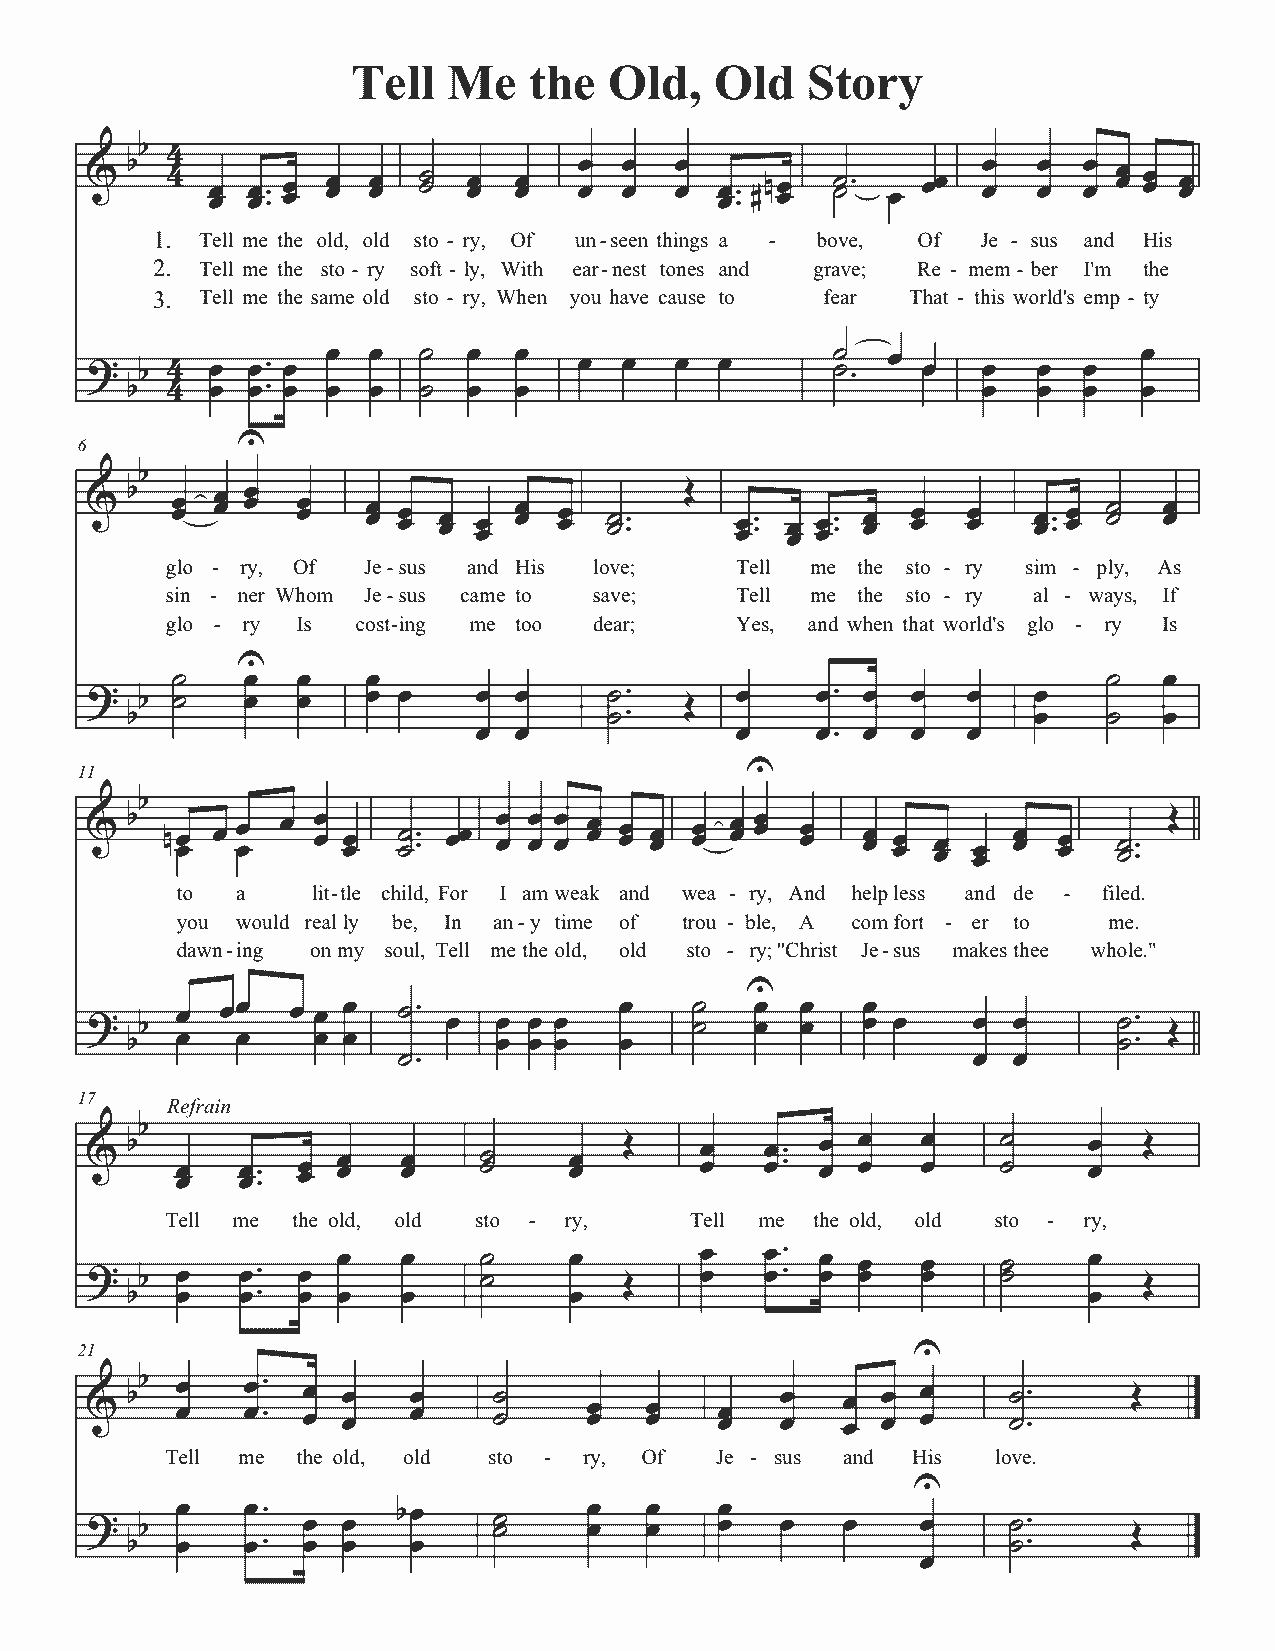 Tell Me the Old, Old Story
1. Tell me the old, old sto - ry, Of un - seen things a - bove, Of Je - sus and His
2. Tell me the sto - ry soft - ly, With ear - nest tones and grave; Re - mem - ber I'm the
3. Tell me the same old sto - ry, When you have cause to fear That - this world's emp - ty
6
glo - ry, Of Je - sus and His love; Tell me the sto - ry sim - ply, As
sin - ner Whom Je - sus came to save; Tell me the sto - ry al - ways, If
glo - ry Is cost-ing me too dear; Yes, and when that world's glo - ry Is
11
to a lit-tle child, For I am weak and wea - ry, And help less and de - filed.
you would real ly be, In an - y time of trou - ble, A com fort - er to me.
dawn - ing on my soul, Tell me the old, old sto - ry; "Christ Je - sus makes thee whole."
17
Refrain
Tell me the old, old sto - ry, Tell me the old, old sto - ry,
21
Tell me the old, old sto - ry, Of Je - sus and His love.